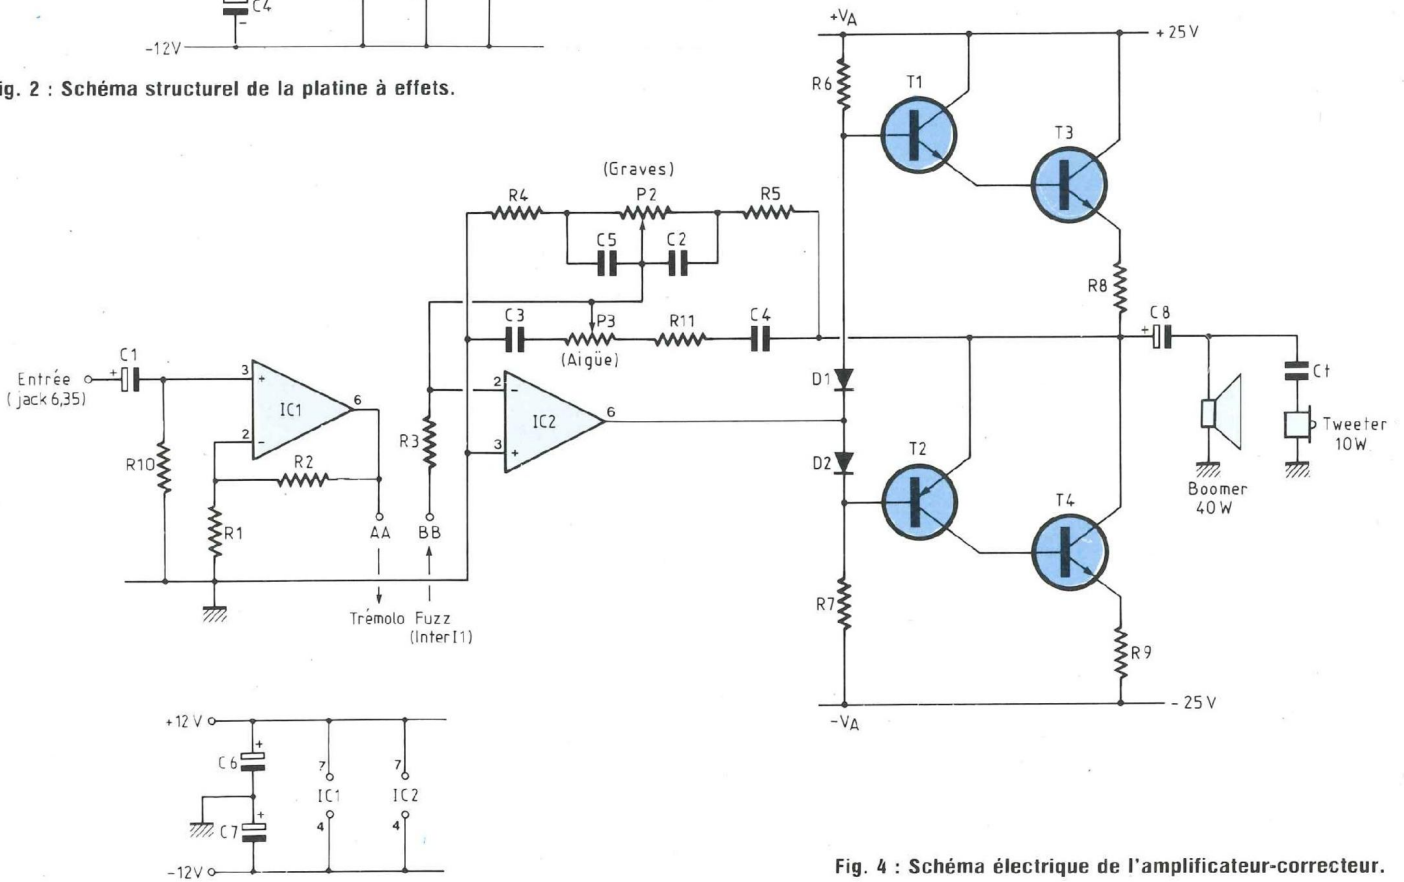 C4
-
-12V
ig. 2 : Schéma structurel de la platine à effets.
+VA
+25V
R6
T1
T3
(Graves)
R4
P2
R5
C5
C2
R8
C3
P3
R11
C4
+
C8
(Aigüe)
C1
Entrée
+
(jack 6,35)
3
+
IC1
6
2
-
R10
R2
R1
2
-
IC2
6
3
+
R3
D1
D2
Ct
Tweeter
10W
Boomer
40W
T2
T4
AA
BB
Trémolo
Fuzz
(Inter I1)
R7
R9
-VA
- 25V
+12V
+
C6
7
7
IC1
IC2
+
C7
4
4
-12V
Fig. 4 : Schéma électrique de l'amplificateur-correcteur.